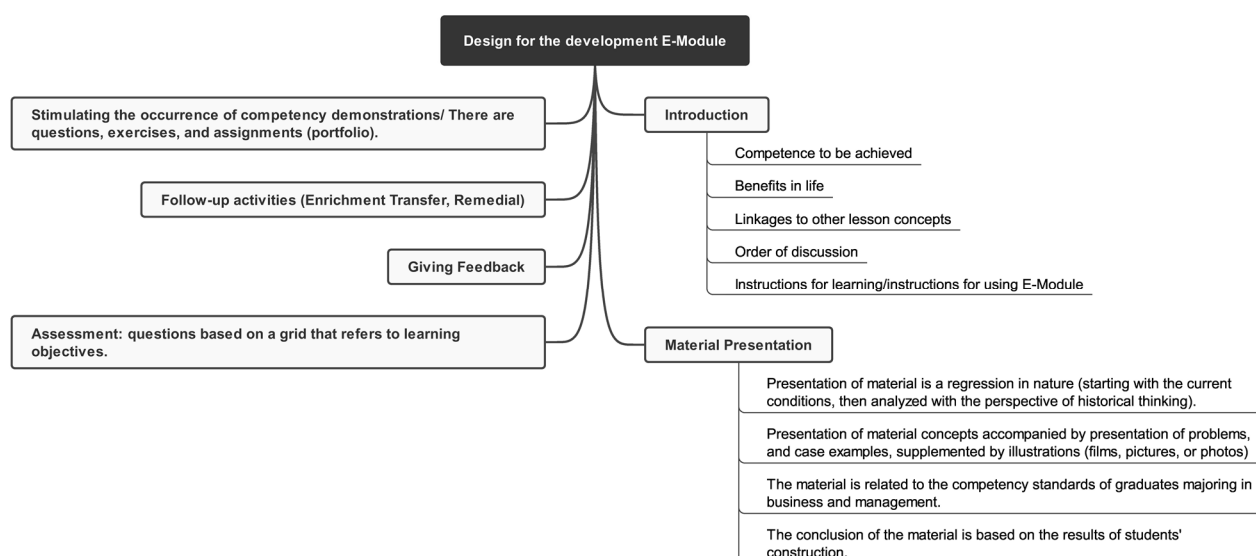 Design for the development E-Module
Stimulating the occurrence of competency demonstrations/ There are
questions, exercises, and assignments (portfolio).
Follow-up activities (Enrichment Transfer, Remedial)
Giving Feedback
Assessment: questions based on a grid that refers to learning
objectives.
Introduction
Competence to be achieved
Benefits in life
Linkages to other lesson concepts
Order of discussion
Instructions for learning/instructions for using E-Module
Material Presentation
Presentation of material is a regression in nature (starting with the current
conditions, then analyzed with the perspective of historical thinking).
Presentation of material concepts accompanied by presentation of problems,
and case examples, supplemented by illustrations (films, pictures, or photos)
The material is related to the competency standards of graduates majoring in
business and management.
The conclusion of the material is based on the results of students'
construction.